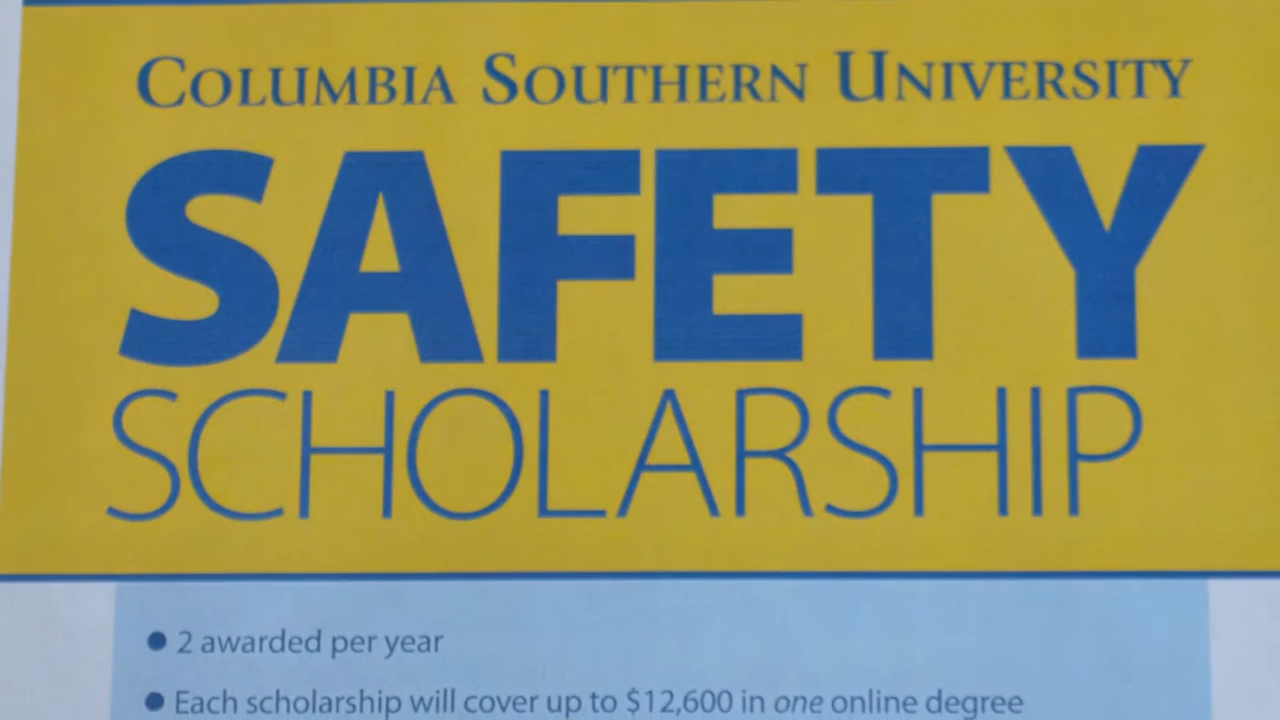 COLUMBIA SOUTHERN UNIVERSITY
SAFETY
SCHOLARSHIP
● 2 awarded per year
● Each scholarship will cover up to $12,600 in one online degree